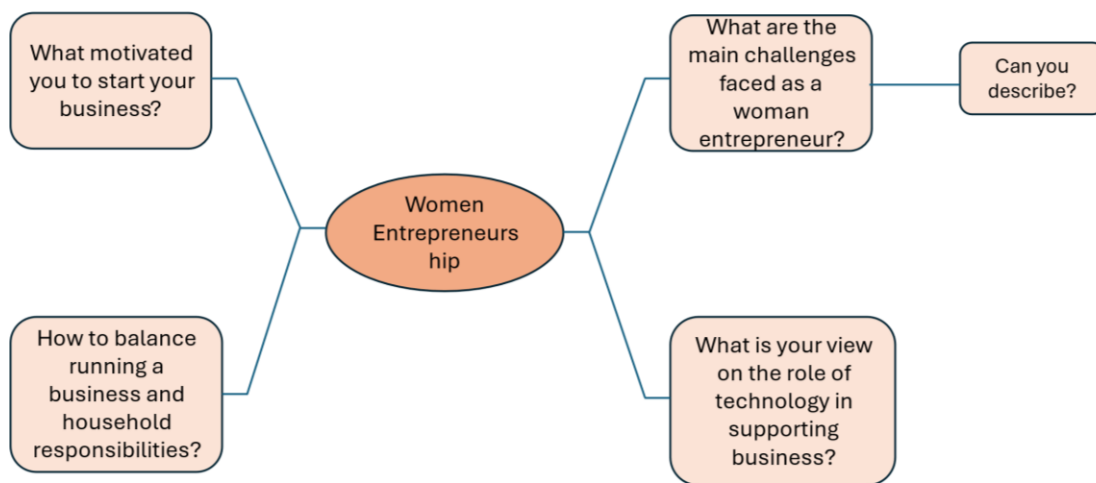 What motivated
you to start your
business?
What are the
main challenges
faced as a
woman
entrepreneur?
Can you
describe?
Women
Entrepreneurs
hip
How to balance
running a
business and
household
responsibilities?
What is your view
on the role of
technology in
supporting
business?